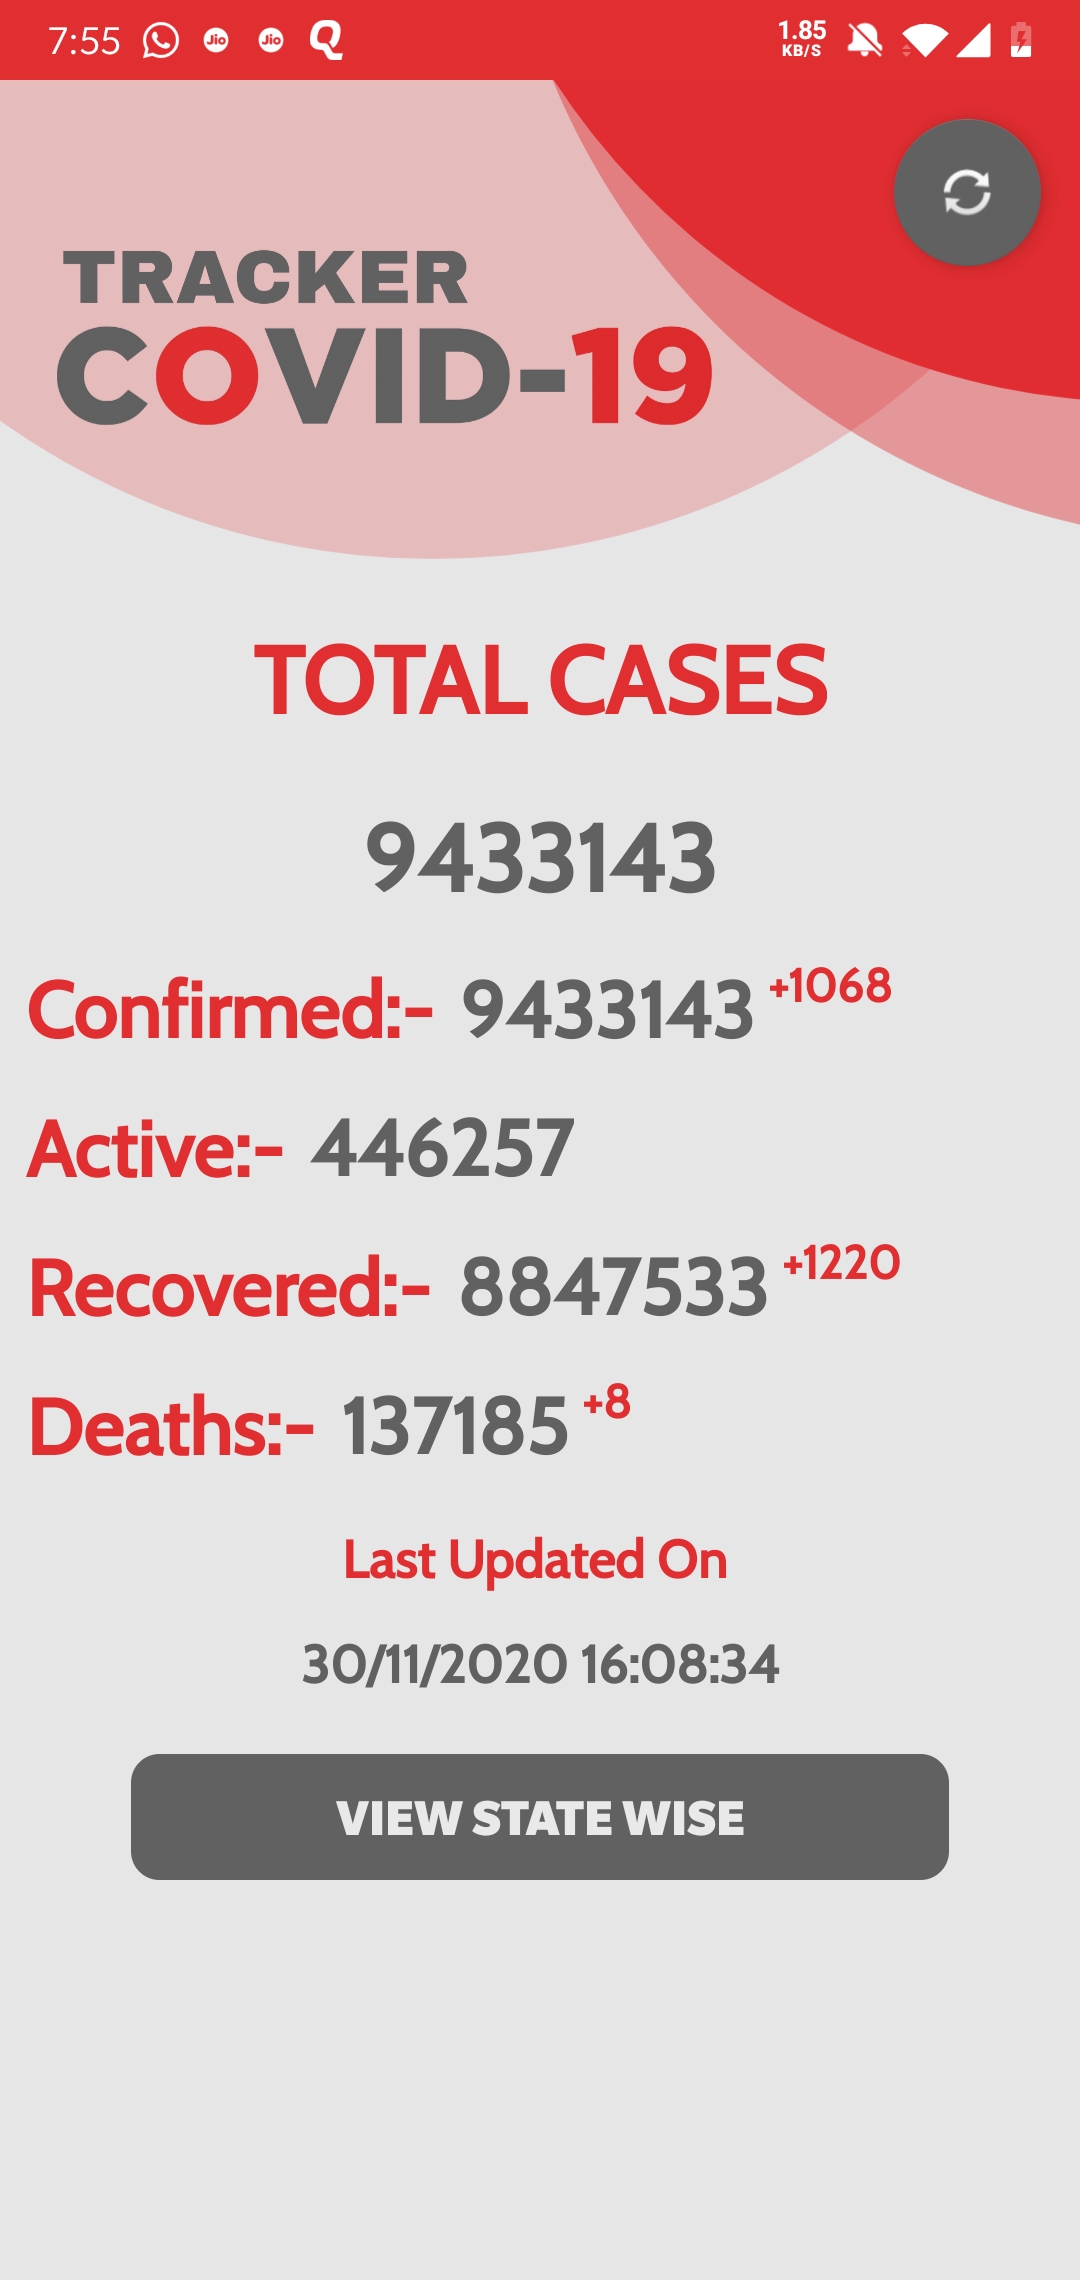 7:55 Jio Jio Q 1.85 KB/S
TRACKER
COVID-19
TOTAL CASES
9433143
Confirmed:- 9433143 +1068
Active:- 446257
Recovered:- 8847533 +1220
Deaths:- 137185 +8
Last Updated On
30/11/2020 16:08:34
VIEW STATE WISE